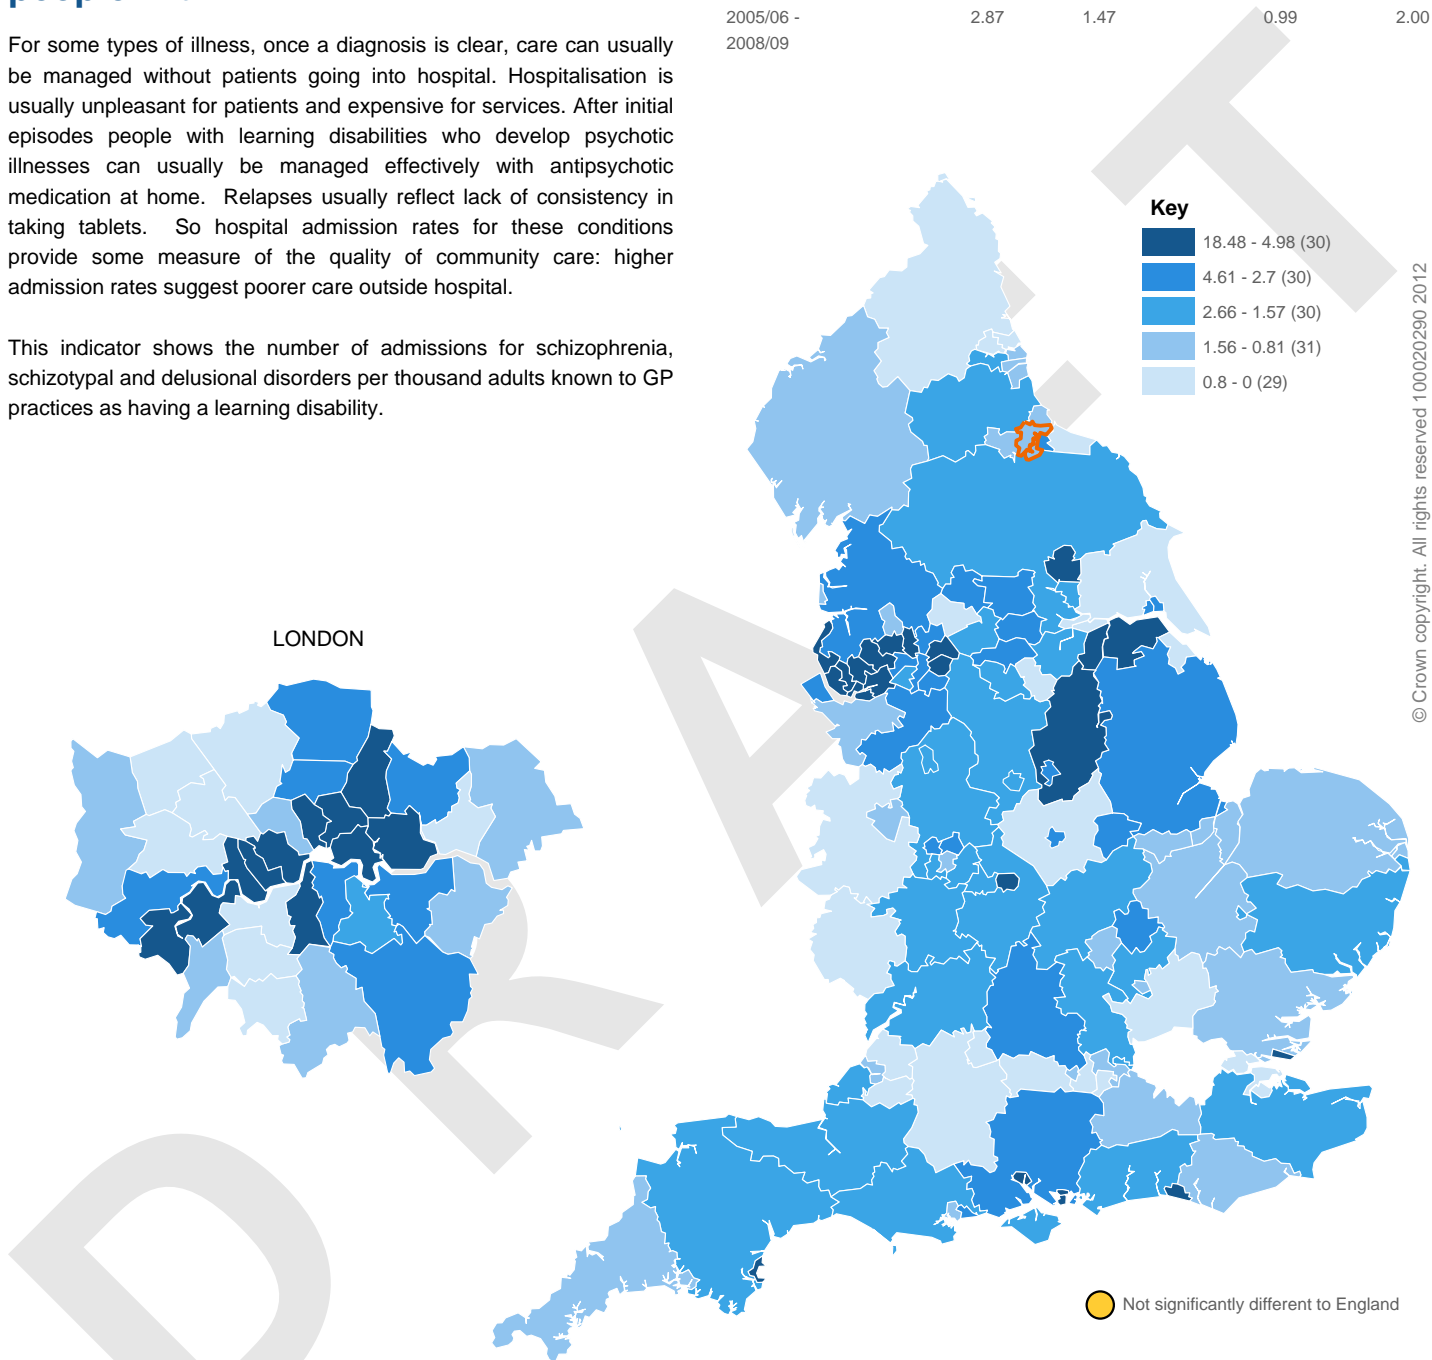 2005/06 - 2.87 1.47 0.99 2.00
2008/09
For some types of illness, once a diagnosis is clear, care can usually
be managed without patients going into hospital. Hospitalisation is
usually unpleasant for patients and expensive for services. After initial
episodes people with learning disabilities who develop psychotic
illnesses can usually be managed effectively with antipsychotic
medication at home. Relapses usually reflect lack of consistency in
taking tablets. So hospital admission rates for these conditions
provide some measure of the quality of community care: higher
admission rates suggest poorer care outside hospital.
This indicator shows the number of admissions for schizophrenia,
schizotypal and delusional disorders per thousand adults known to GP
practices as having a learning disability.
Key
18.48 - 4.98 (30)
4.61 - 2.7 (30)
2.66 - 1.57 (30)
1.56 - 0.81 (31)
0.8 - 0 (29)
© Crown copyright. All rights reserved 100020290 2012
LONDON
Not significantly different to England
DRAFT